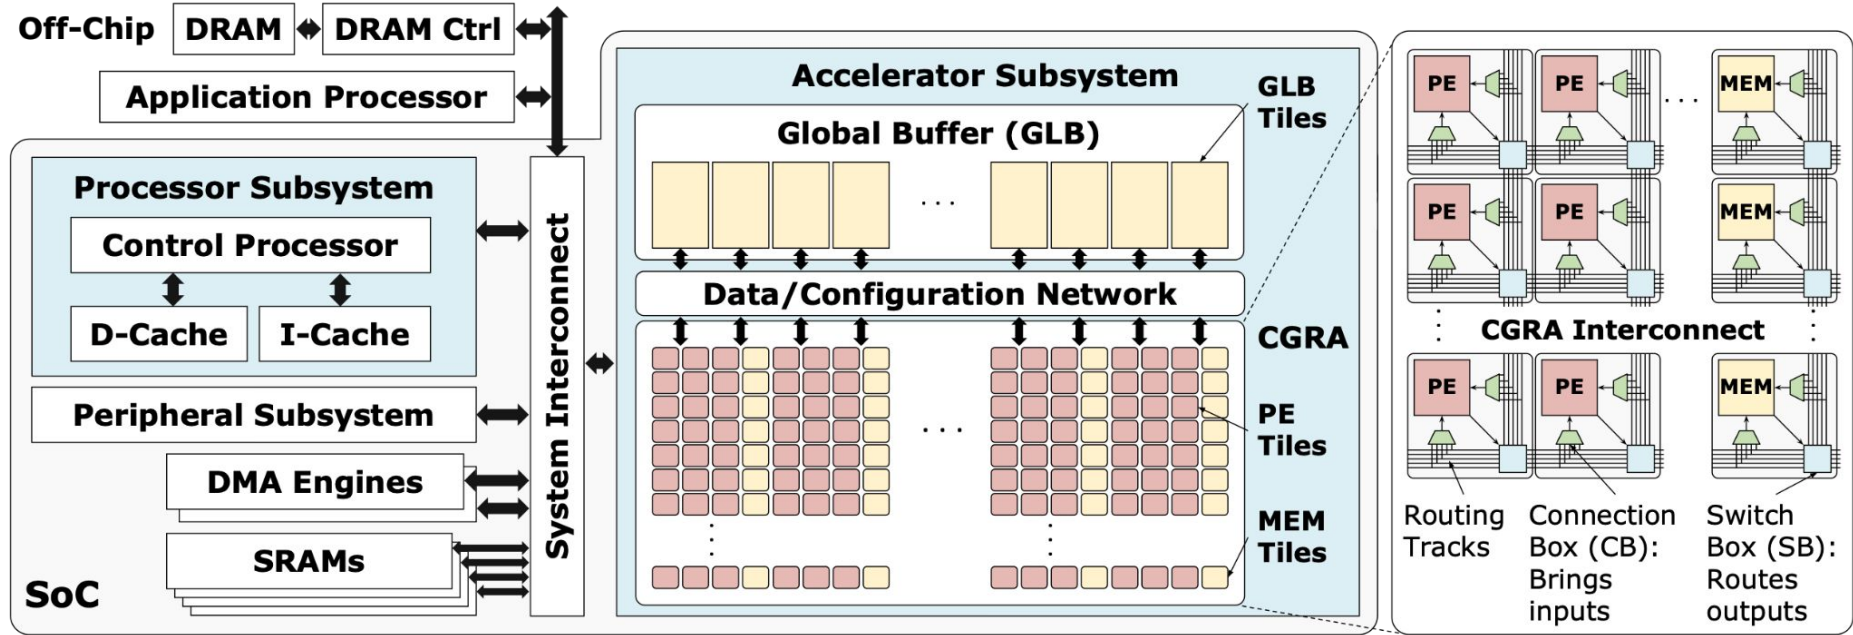 Off-Chip
DRAM
DRAM Ctrl
Application Processor
Processor Subsystem
Control Processor
D-Cache
I-Cache
Peripheral Subsystem
DMA Engines
SRAMs
SoC
System Interconnect
Accelerator Subsystem
Global Buffer (GLB)
. . .
GLB
Tiles
Data/Configuration Network
CGRA
. . .
PE
Tiles
MEM
Tiles
PE
PE
. . .
MEM
PE
PE
MEM
CGRA Interconnect
PE
PE
MEM
Routing
Tracks
Connection
Box (CB):
Brings
inputs
Switch
Box (SB):
Routes
outputs